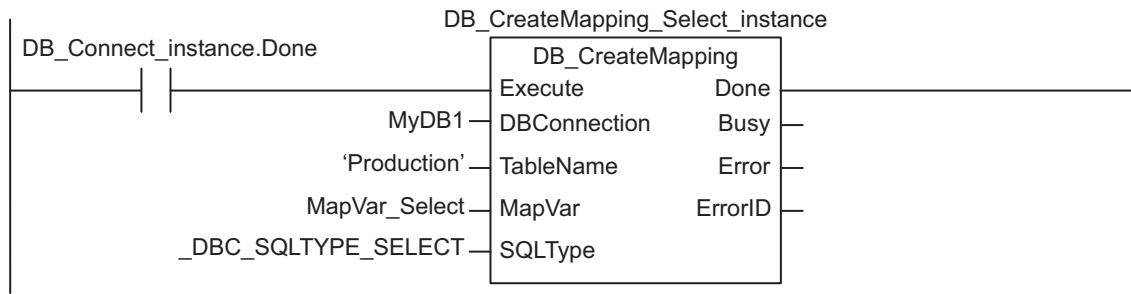 DB_CreateMapping_Select_instance
DB_Connect_instance.Done
DB_CreateMapping
Execute Done
MyDB1 DBConnection Busy
‘Production’ TableName Error
MapVar_Select MapVar ErrorID
_DBC_SQLTYPE_SELECT SQLType